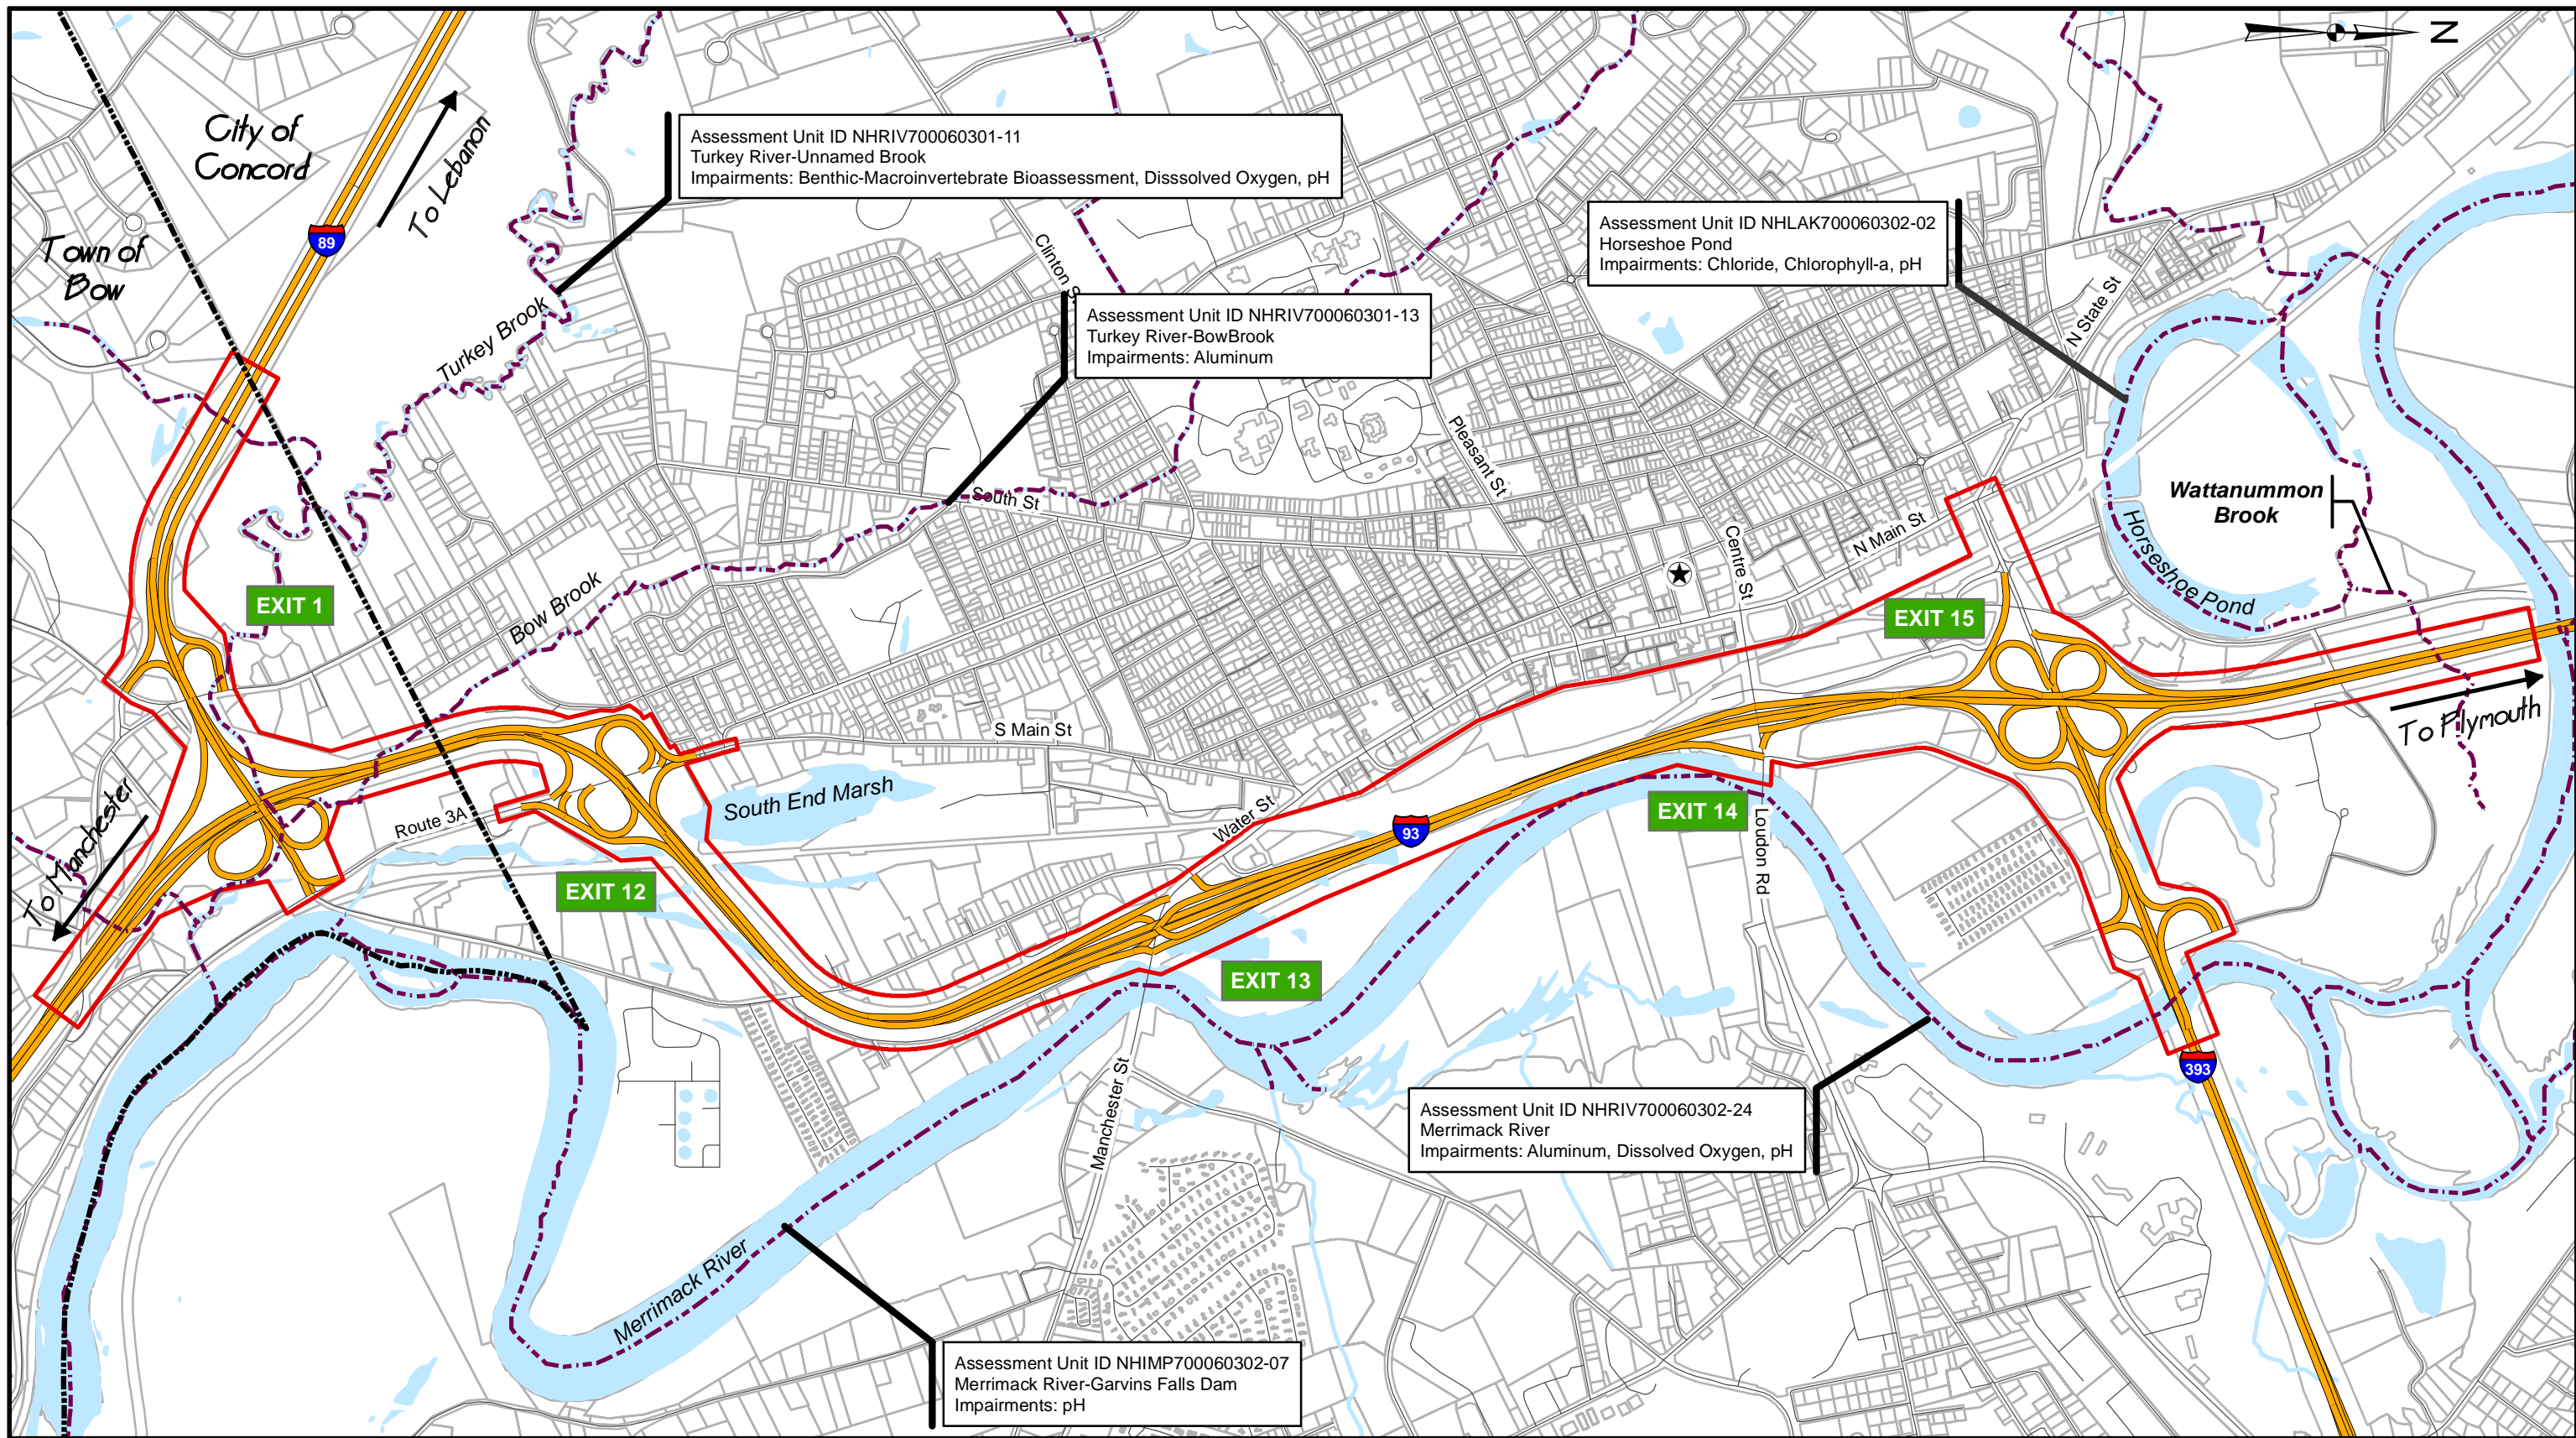 N
City of
Concord
89
To Lebanon
Town of
Bow
Assessment Unit ID NHRIV700060301-11
Turkey River-Unnamed Brook
Impairments: Benthic-Macroinvertebrate Bioassessment, Disssolved Oxygen, pH
Assessment Unit ID NHLAK700060302-02
Horseshoe Pond
Impairments: Chloride, Chlorophyll-a, pH
Clinton S
Assessment Unit ID NHRIV700060301-13
Turkey River-BowBrook
Impairments: Aluminum
Turkey Brook
N State St
Pleasant St
South St
Wattanummon
Brook
Centre St
N Main St
Horseshoe Pond
EXIT 1
Bow Brook
EXIT 15
S Main St
To Plymouth
South End Marsh
Route 3A
Water St
93
EXIT 14
Loudon Rd
To Manchester
EXIT 12
EXIT 13
393
Manchester St
Assessment Unit ID NHRIV700060302-24
Merrimack River
Impairments: Aluminum, Dissolved Oxygen, pH
Merrimack River
Assessment Unit ID NHIMP700060302-07
Merrimack River-Garvins Falls Dam
Impairments: pH